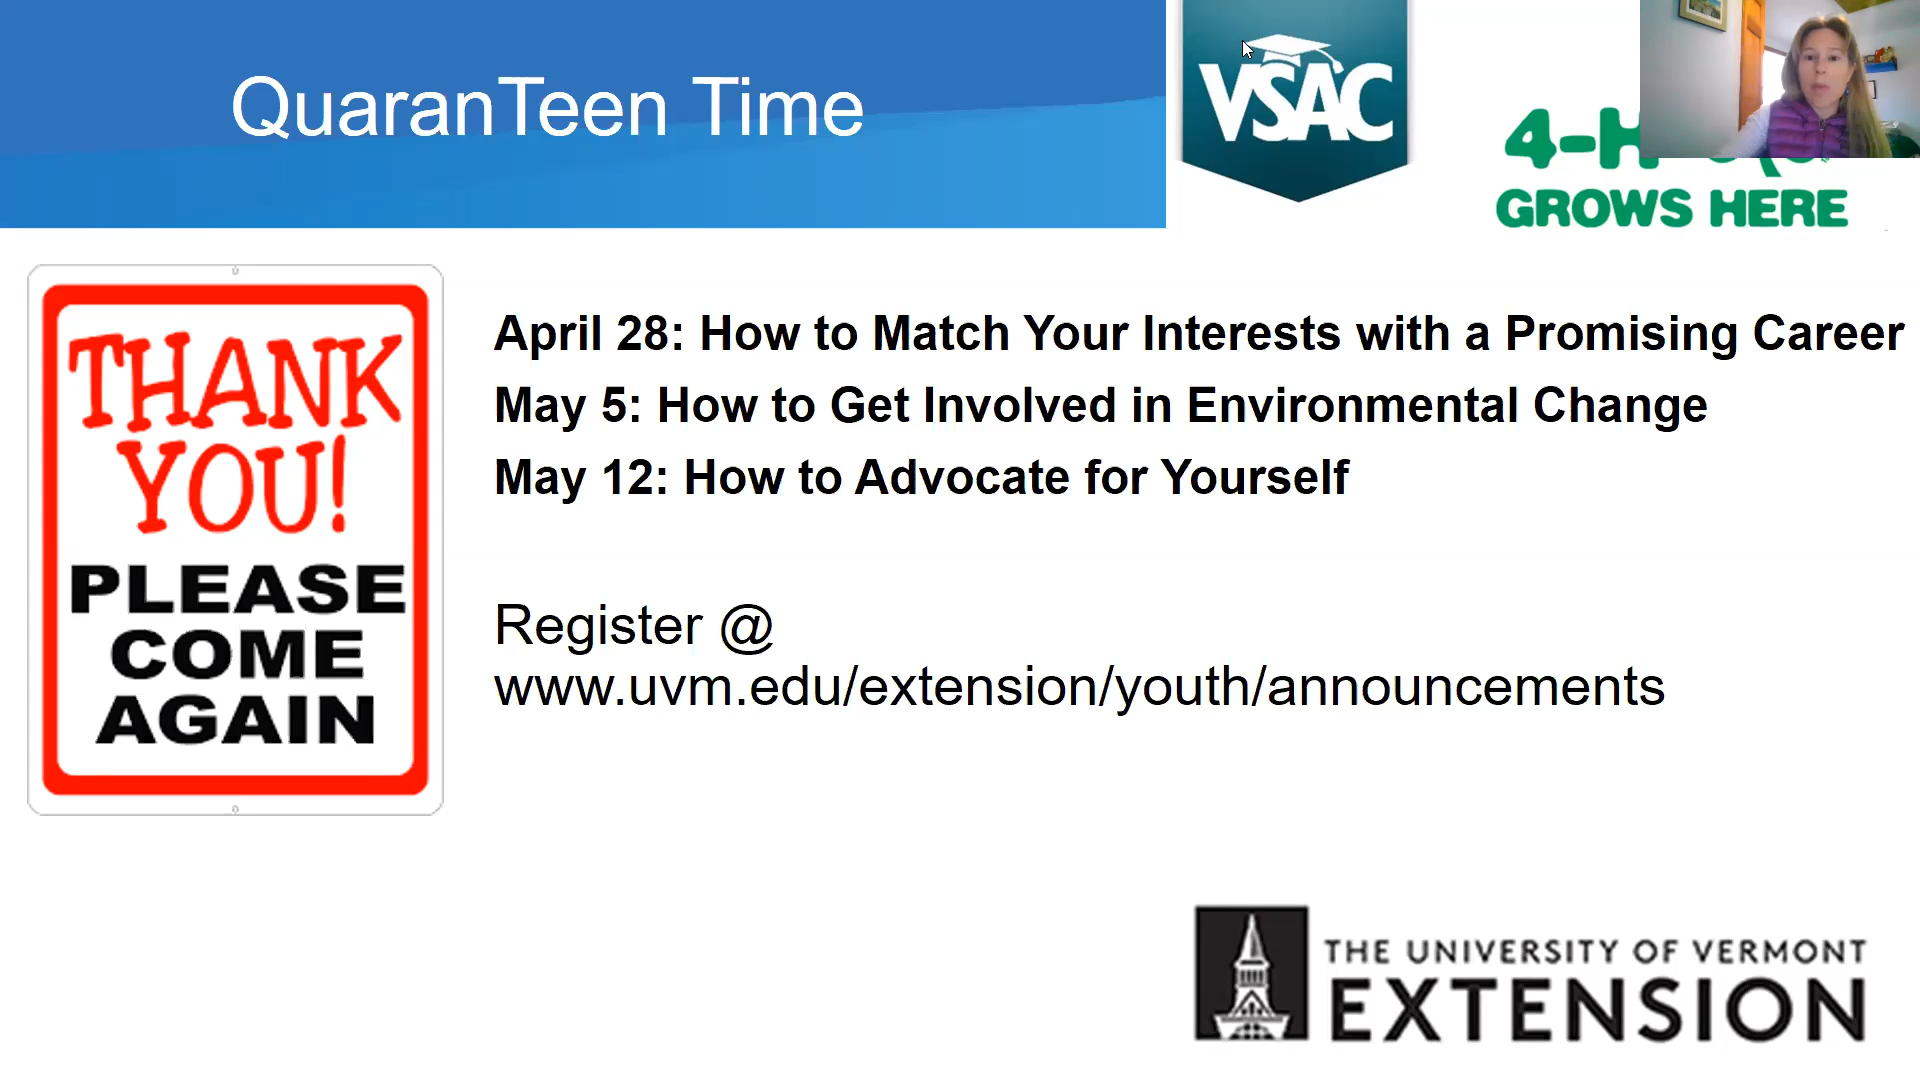 QuaranTeen Time
VSAC
4-H
GROWS HERE
THANK
YOU!
PLEASE
COME
AGAIN
April 28: How to Match Your Interests with a Promising Career
May 5: How to Get Involved in Environmental Change
May 12: How to Advocate for Yourself
Register @
www.uvm.edu/extension/youth/announcements
THE UNIVERSITY OF VERMONT
EXTENSION